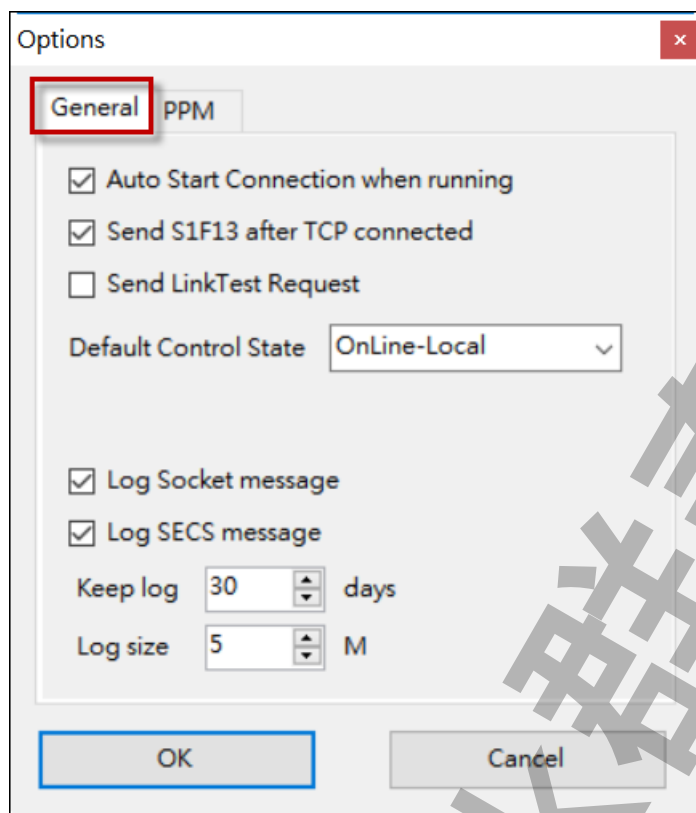 Options
General PPM
Auto Start Connection when running
Send S1F13 after TCP connected
Send LinkTest Request
Default Control State OnLine-Local
Log Socket message
Log SECS message
Keep log 30 days
Log size 5 M
OK Cancel